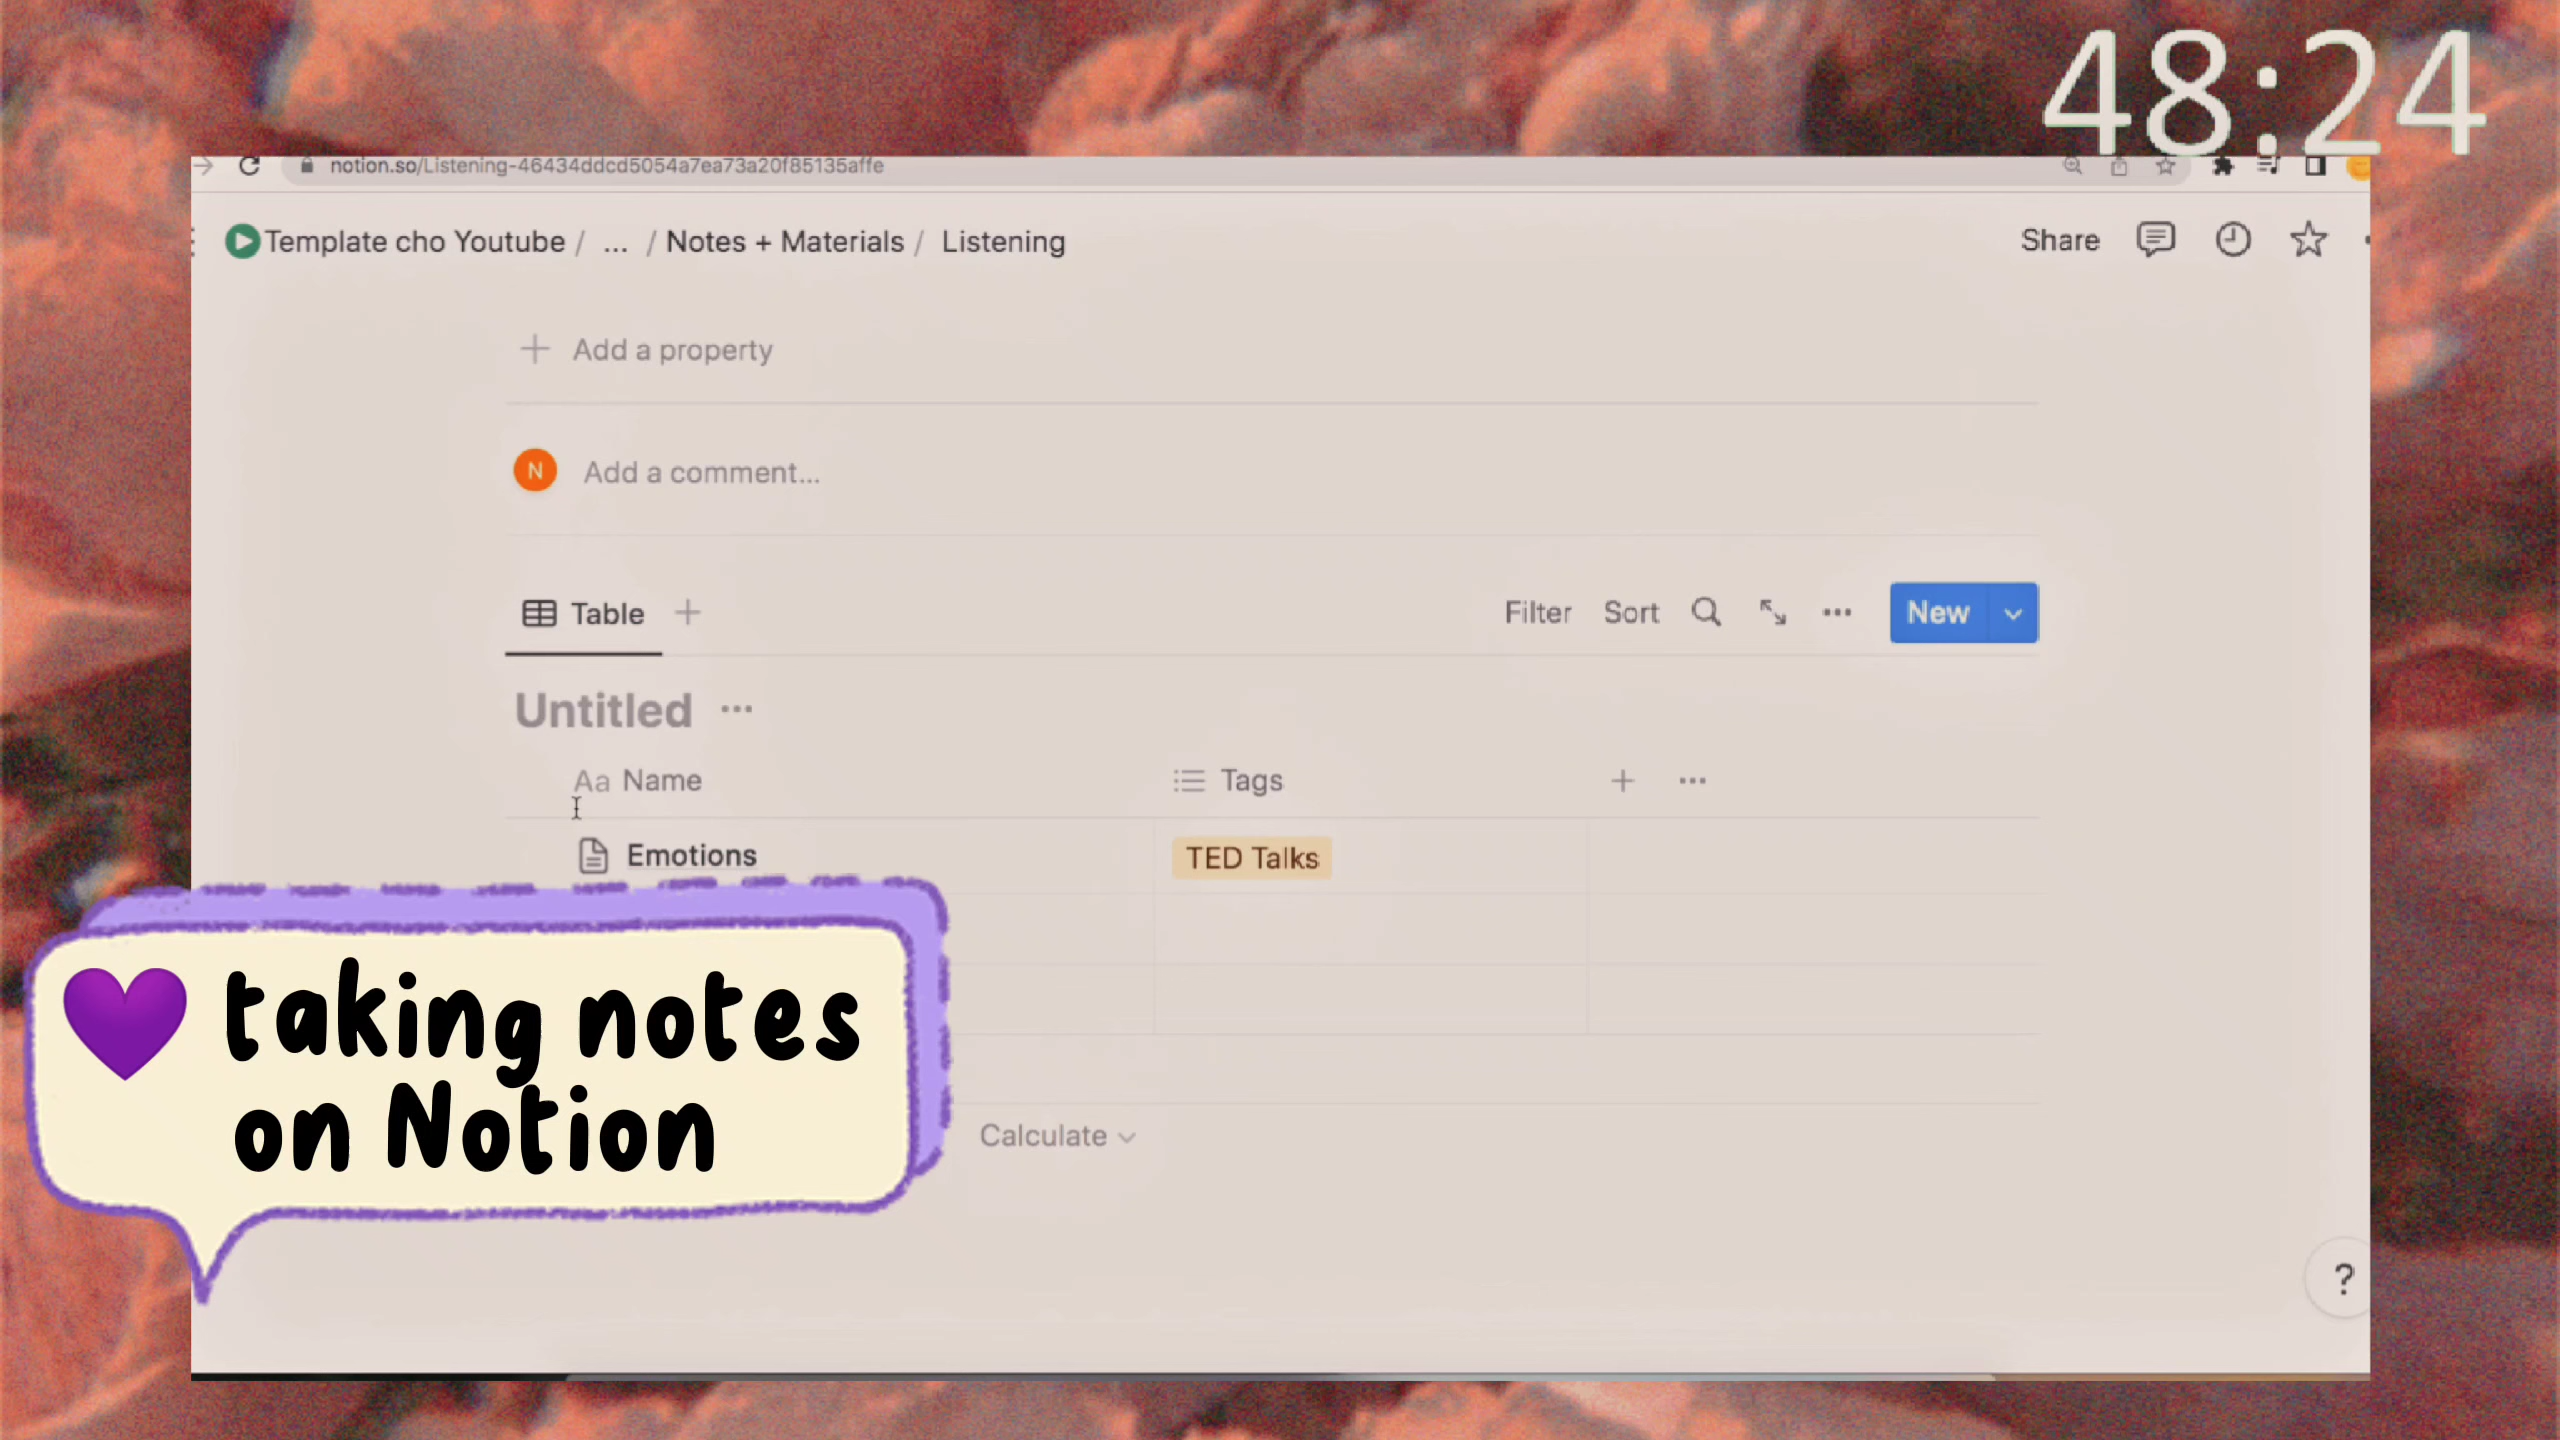 48:24
notion.so/Listening-46434ddcd5054a7ea73a20f85135affe
Template cho Youtube / ... / Notes + Materials / Listening
Share
+ Add a property
N Add a comment...
Table +
Filter Sort ... New
Untitled ...
Aa Name Tags + ...
Emotions TED Talks
taking notes
on Notion
Calculate
?